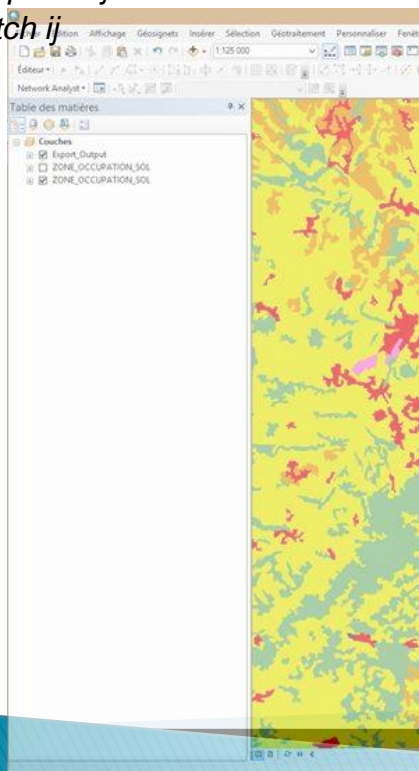 tch ij
Edition Affichage Géosignets Insérer Sélection Géotraitement Personnaliser Fenêt
1:125 000
Éditeur
Network Analyst
Table des matières
Couches
Export_Output
ZONE_OCCUPATION_SOL
ZONE_OCCUPATION_SOL